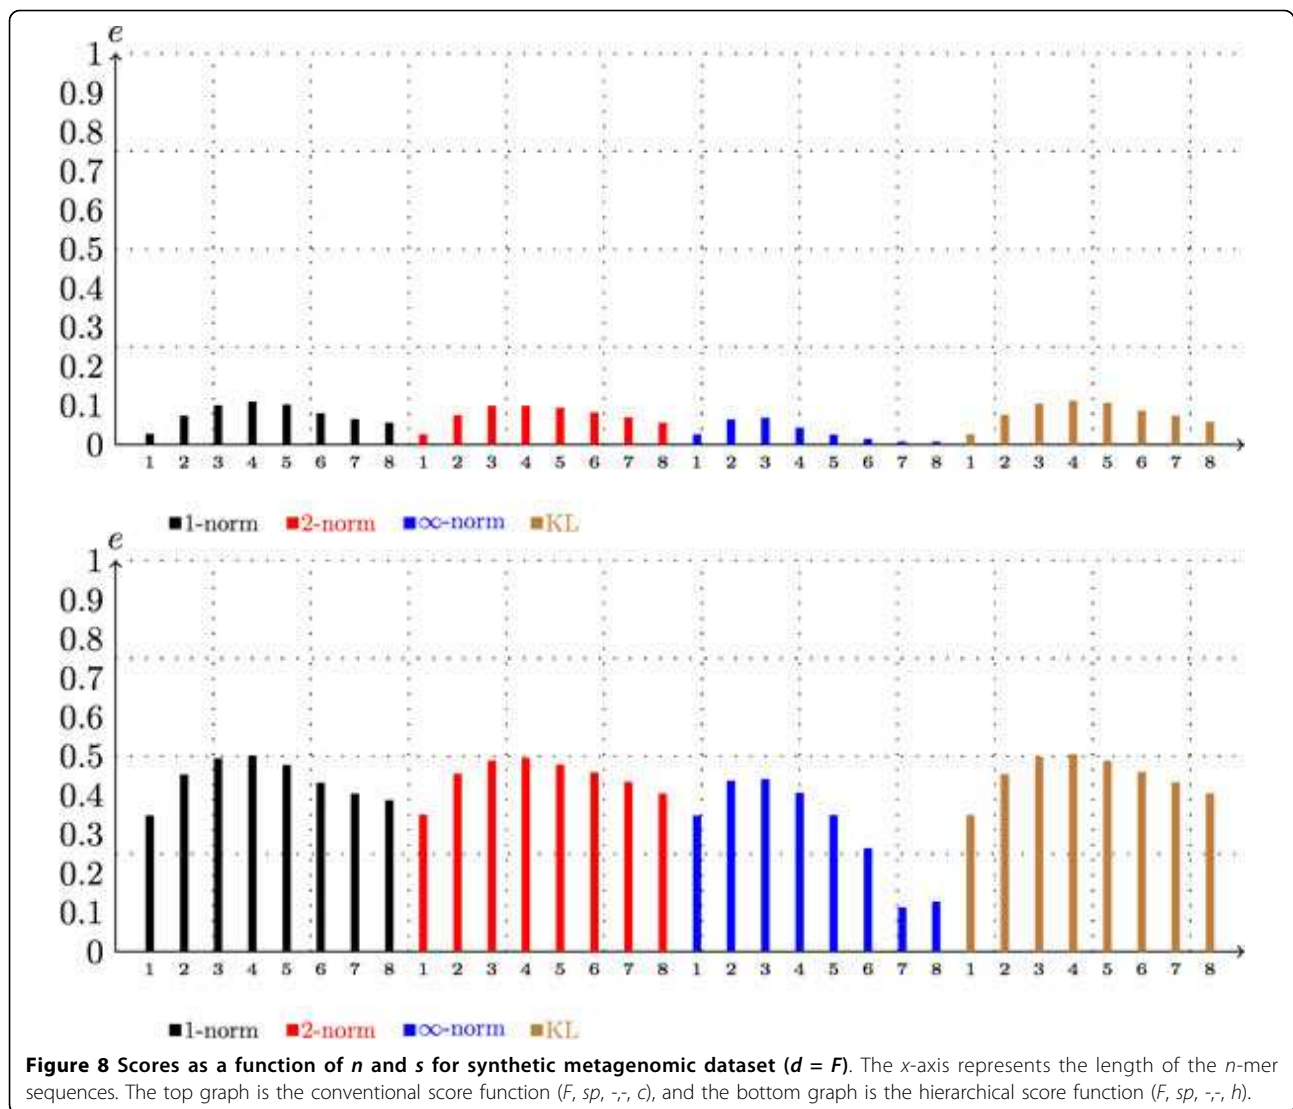 e
1
0.9
0.8
0.7
0.6
0.5
0.4
0.3
0.2
0.1
0
1 2 3 4 5 6 7 8 1 2 3 4 5 6 7 8 1 2 3 4 5 6 7 8 1 2 3 4 5 6 7 8
1-norm 2-norm ∞-norm KL
e
1
0.9
0.8
0.7
0.6
0.5
0.4
0.3
0.2
0.1
0
1 2 3 4 5 6 7 8 1 2 3 4 5 6 7 8 1 2 3 4 5 6 7 8 1 2 3 4 5 6 7 8
1-norm 2-norm ∞-norm KL
Figure 8 Scores as a function of n and s for synthetic metagenomic dataset (d = F). The x-axis represents the length of the n-mer
sequences. The top graph is the conventional score function (F, sp, -,-, c), and the bottom graph is the hierarchical score function (F, sp, -,-, h).